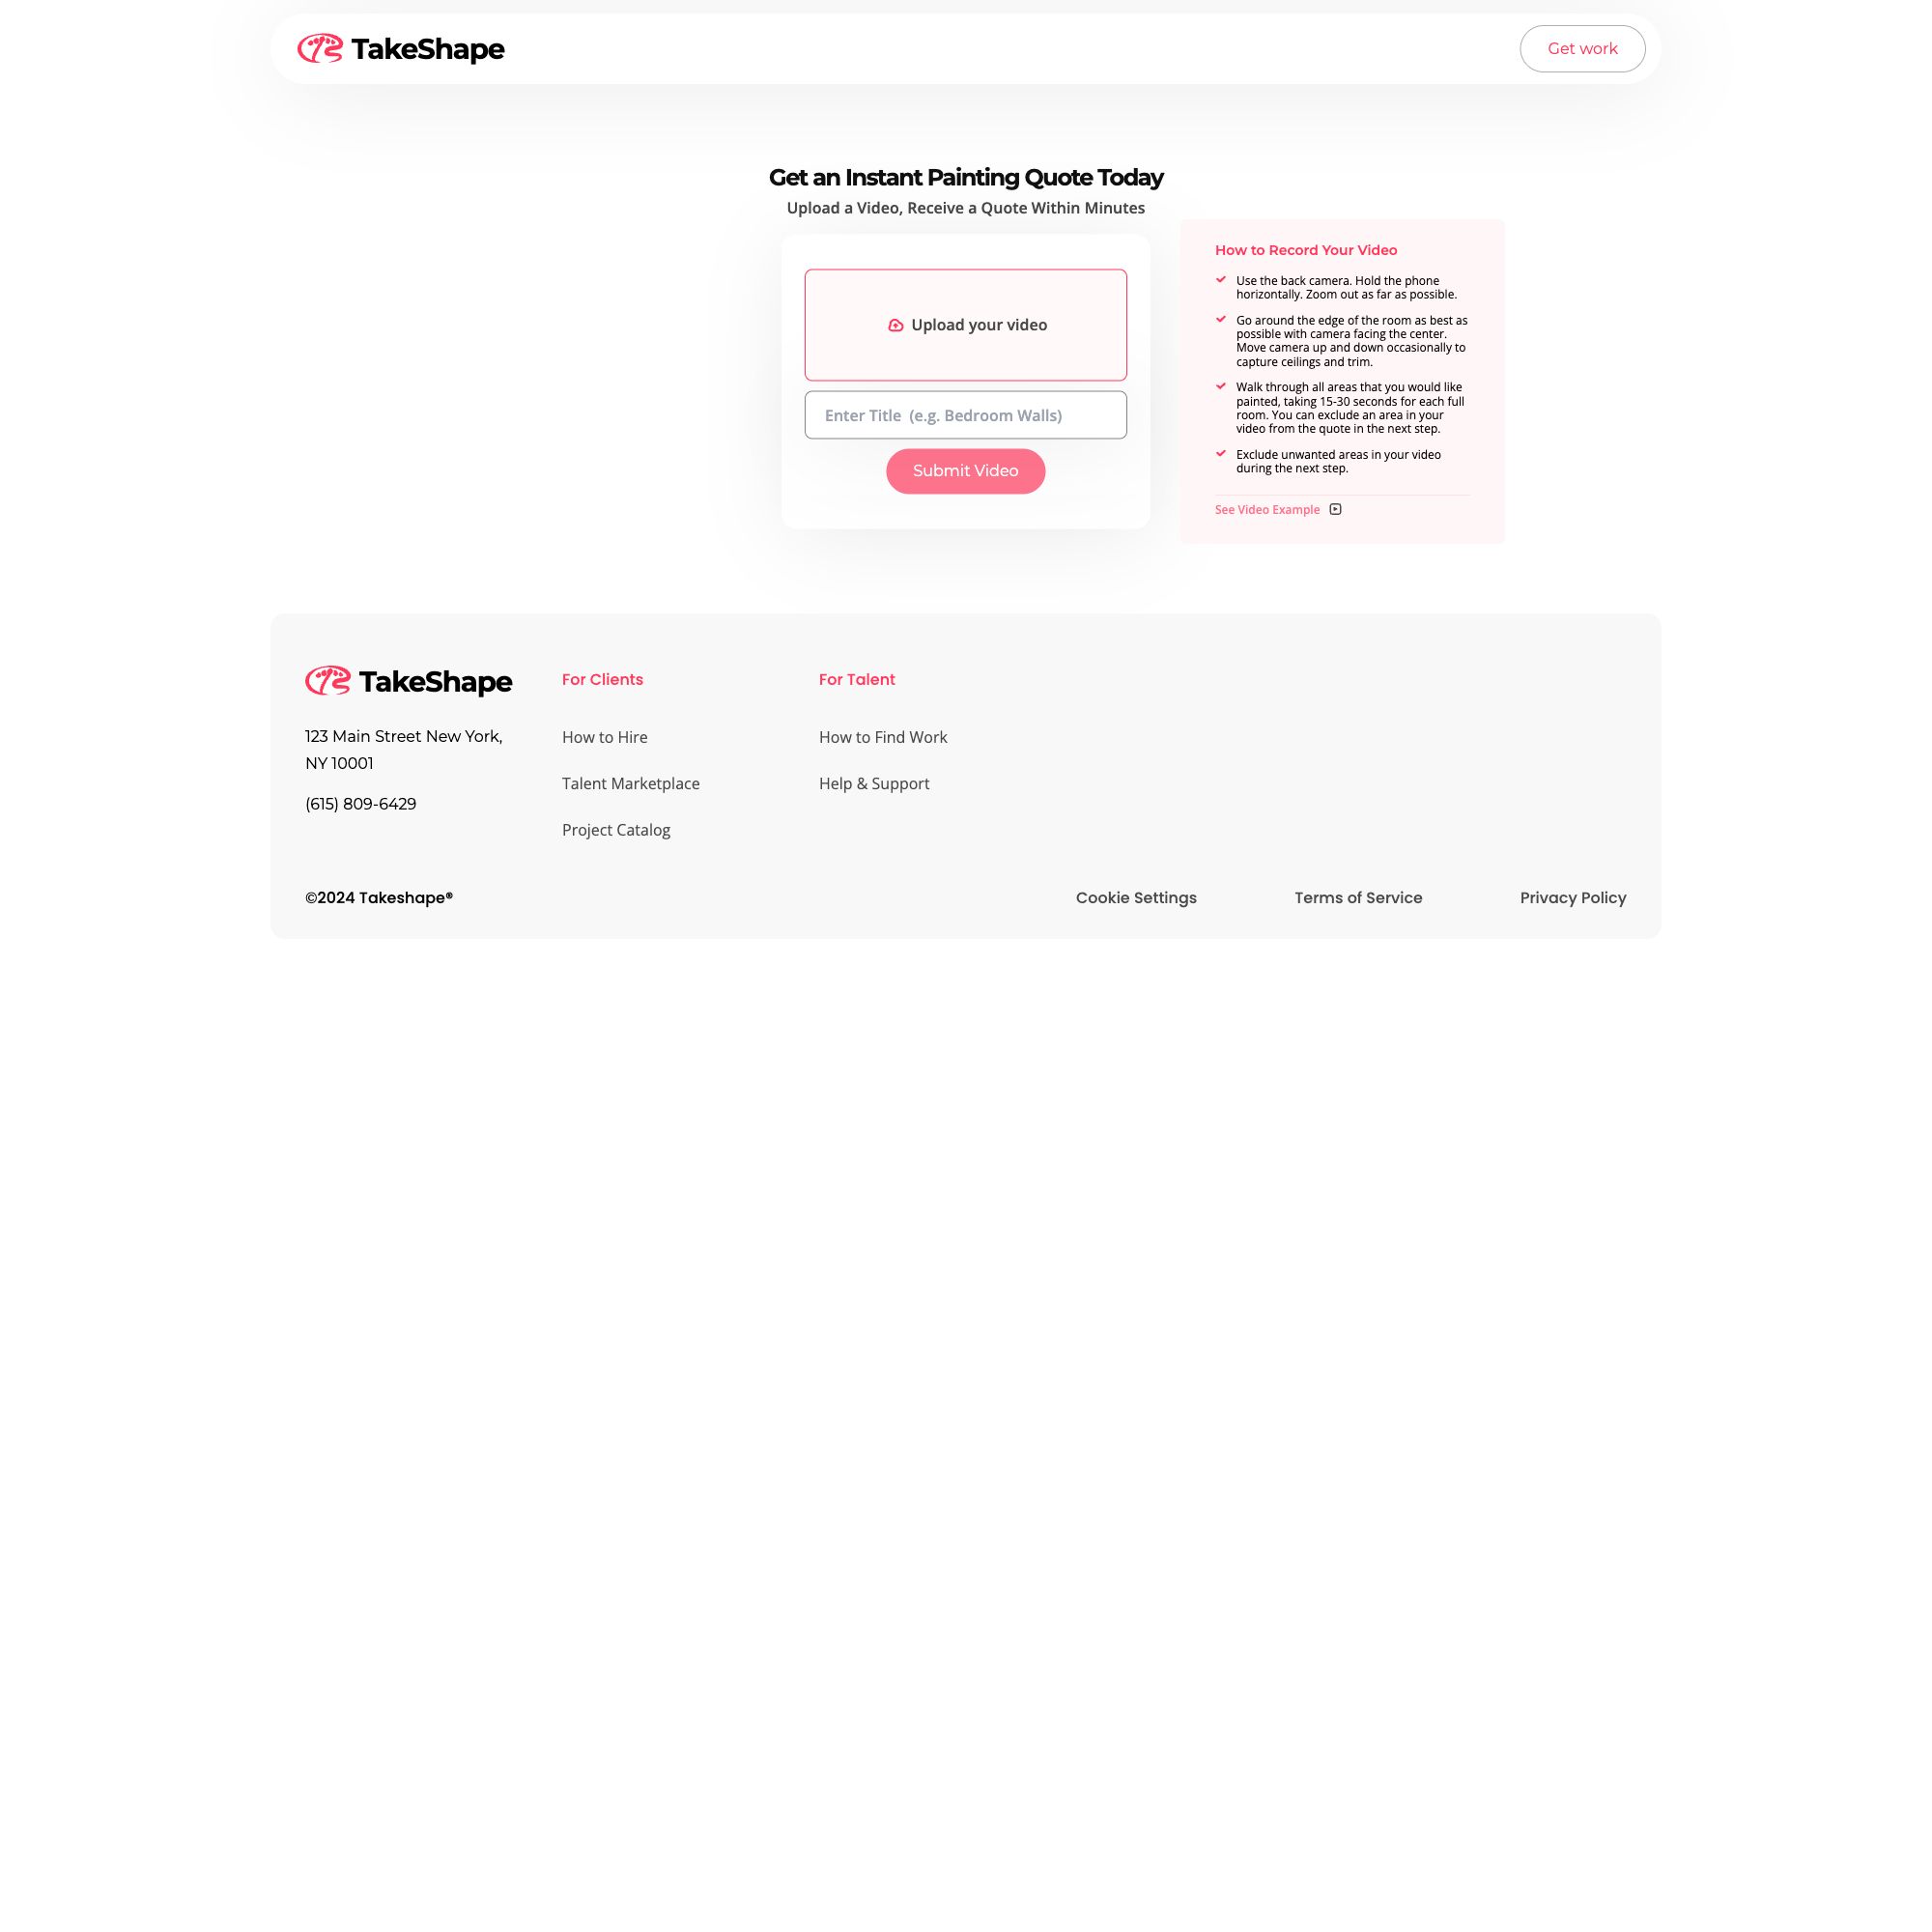 TakeShape
Get work
Get an Instant Painting Quote Today
Upload a Video, Receive a Quote Within Minutes
Upload your video
Enter Title (e.g. Bedroom Walls)
Submit Video
How to Record Your Video
Use the back camera. Hold the phone
horizontally. Zoom out as far as possible.
Go around the edge of the room as best as
possible with camera facing the center.
Move camera up and down occasionally to
capture ceilings and trim.
Walk through all areas that you would like
painted, taking 15-30 seconds for each full
room. You can exclude an area in your
video from the quote in the next step.
Exclude unwanted areas in your video
during the next step.
See Video Example
TakeShape
123 Main Street New York,
NY 10001
(615) 809-6429
For Clients
How to Hire
Talent Marketplace
Project Catalog
For Talent
How to Find Work
Help & Support
©2024 Takeshape®
Cookie Settings
Terms of Service
Privacy Policy